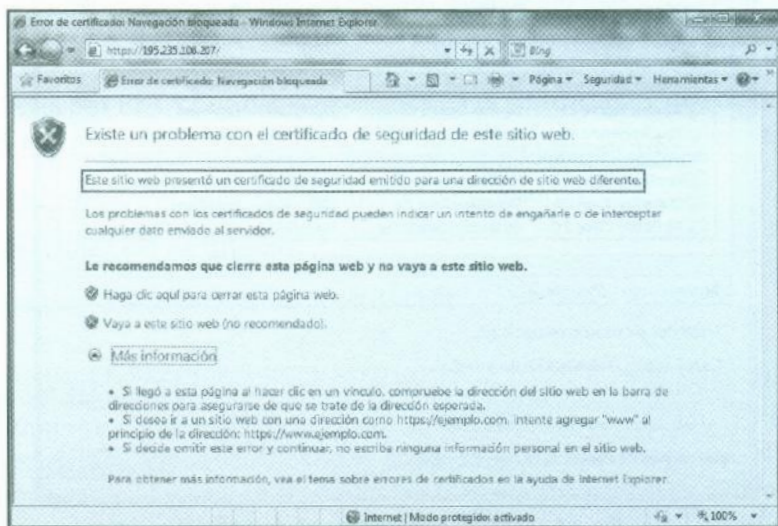 Error de certificado: Navegación bloqueada - Windows Internet Explorer
https://195.235.106.207/
Bing
Favoritos
Error de certificado: Navegación bloqueada
Página
Seguridad
Herramientas
Existe un problema con el certificado de seguridad de este sitio web.
Este sitio web presentó un certificado de seguridad emitido para una dirección de sitio web diferente.
Los problemas con los certificados de seguridad pueden indicar un intento de engañarle o de interceptar
cualquier dato enviado al servidor.
Le recomendamos que cierre esta página web y no vaya a este sitio web.
Haga clic aquí para cerrar esta página web.
Vaya a este sitio web (no recomendado).
Más información
• Si llegó a esta página al hacer clic en un vínculo, compruebe la dirección del sitio web en la barra de
direcciones para asegurarse de que se trate de la dirección esperada.
• Si desea ir a un sitio web con una dirección como https://ejemplo.com, intente agregar "www" al
principio de la dirección: https://www.ejemplo.com.
• Si decide omitir este error y continuar, no escriba ninguna información personal en el sitio web.
Para obtener más información, vea el tema sobre errores de certificados en la ayuda de Internet Explorer.
Internet | Modo protegido: activado
100%